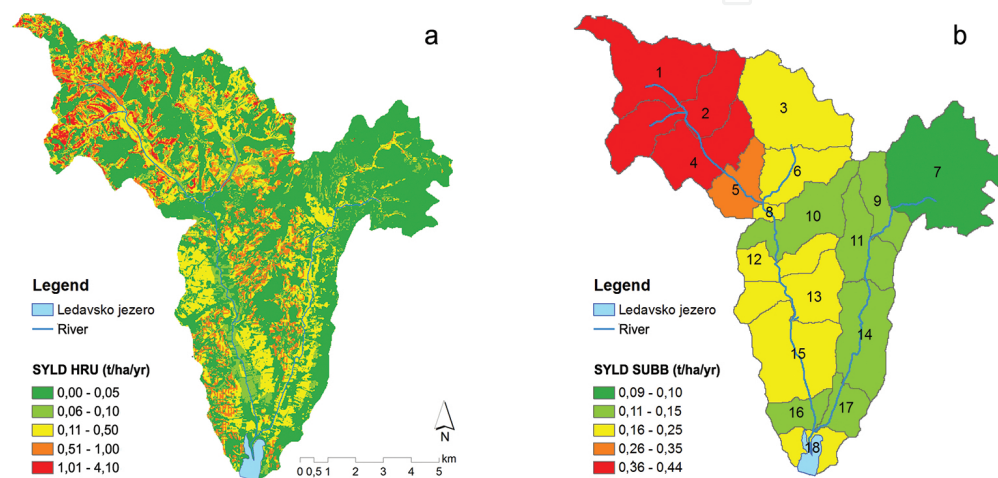 a
Legend
Ledavsko jezero
River
SYLD HRU (t/ha/yr)
0,00 - 0,05
0,06 - 0,10
0,11 - 0,50
0,51 - 1,00
1,01 - 4,10
N
km
0 0,5 1 2 3 4 5
b
1
2
3
4
5
6
7
8
9
10
11
12
13
14
15
16
17
18
Legend
Ledavsko jezero
River
SYLD SUBB (t/ha/yr)
0,09 - 0,10
0,11 - 0,15
0,16 - 0,25
0,26 - 0,35
0,36 - 0,44